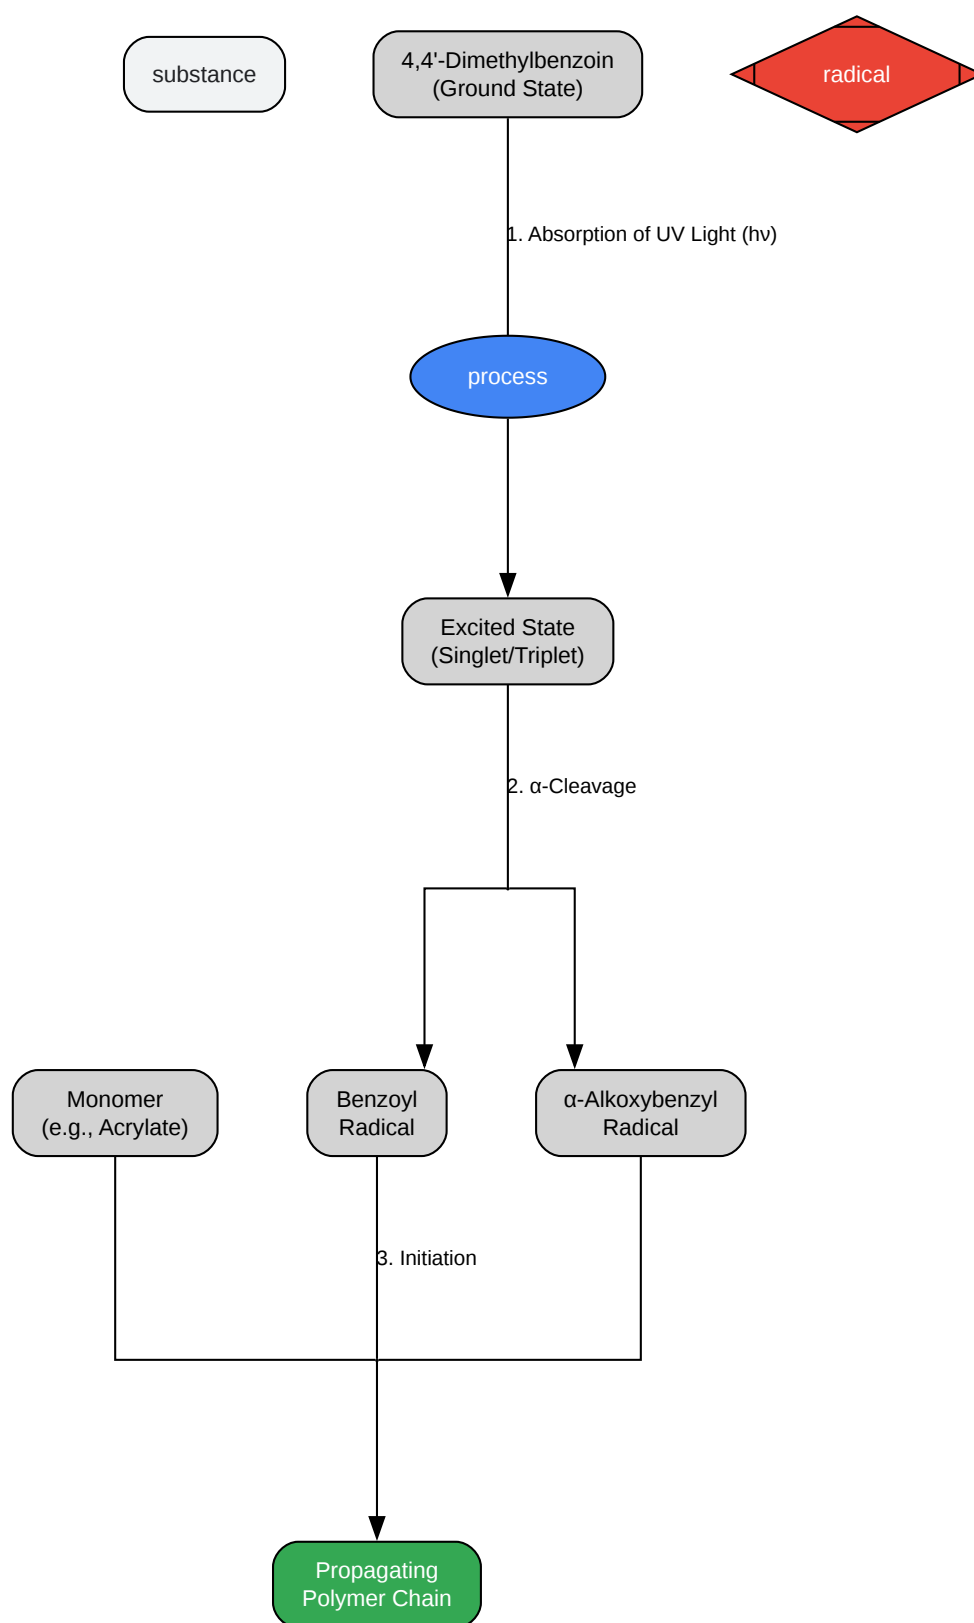 substance
4,4'-Dimethylbenzoin
(Ground State)
radical
1. Absorption of UV Light (hν)
process
Excited State
(Singlet/Triplet)
2. α-Cleavage
Monomer
(e.g., Acrylate)
Benzoyl
Radical
α-Alkoxybenzyl
Radical
3. Initiation
Propagating
Polymer Chain